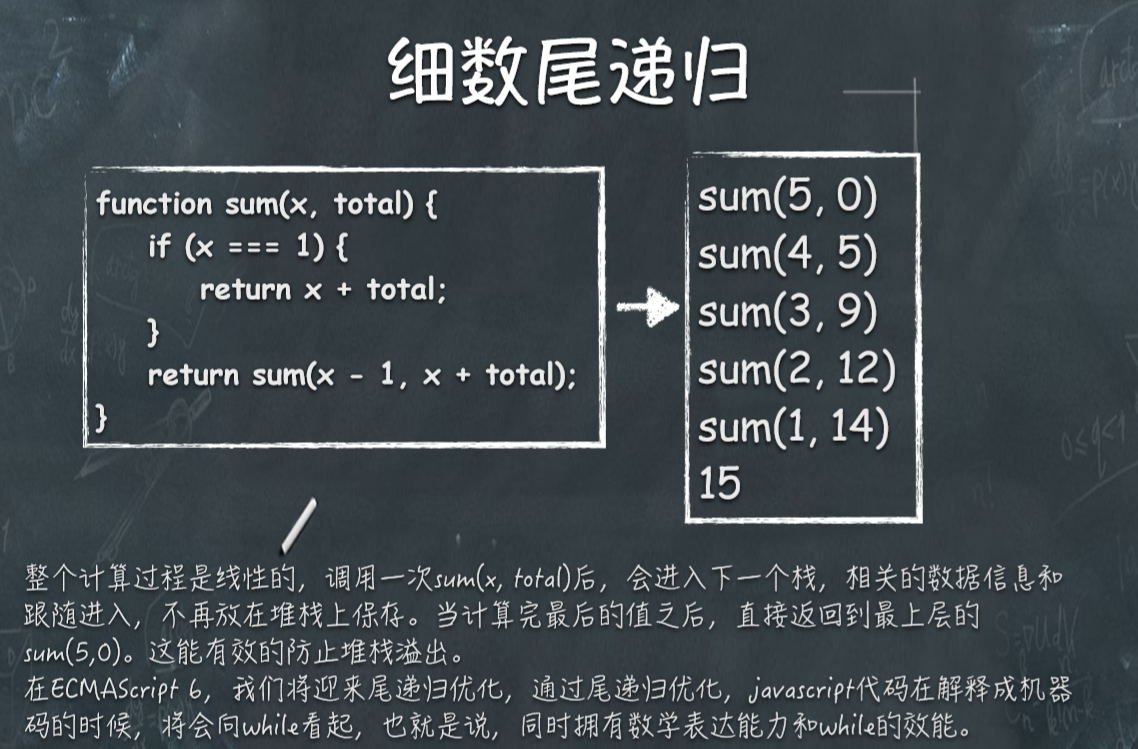 细数尾递归
function sum(x, total) {
if (x === 1) {
return x + total;
}
return sum(x - 1, x + total);
}
sum(5, 0)
sum(4, 5)
sum(3, 9)
sum(2, 12)
sum(1, 14)
15
整个计算过程是线性的，调用一次sum(x, total)后，会进入下一个栈，相关的数据信息和
跟随进入，不再放在堆栈上保存。当计算完最后的值之后，直接返回到最上层的
sum(5,0)。这能有效的防止堆栈溢出。
在ECMAScript 6，我们将迎来尾递归优化，通过尾递归优化，javascript代码在解释成机器
码的时候，将会向while看起，也就是说，同时拥有数学表达能力和while的效能。